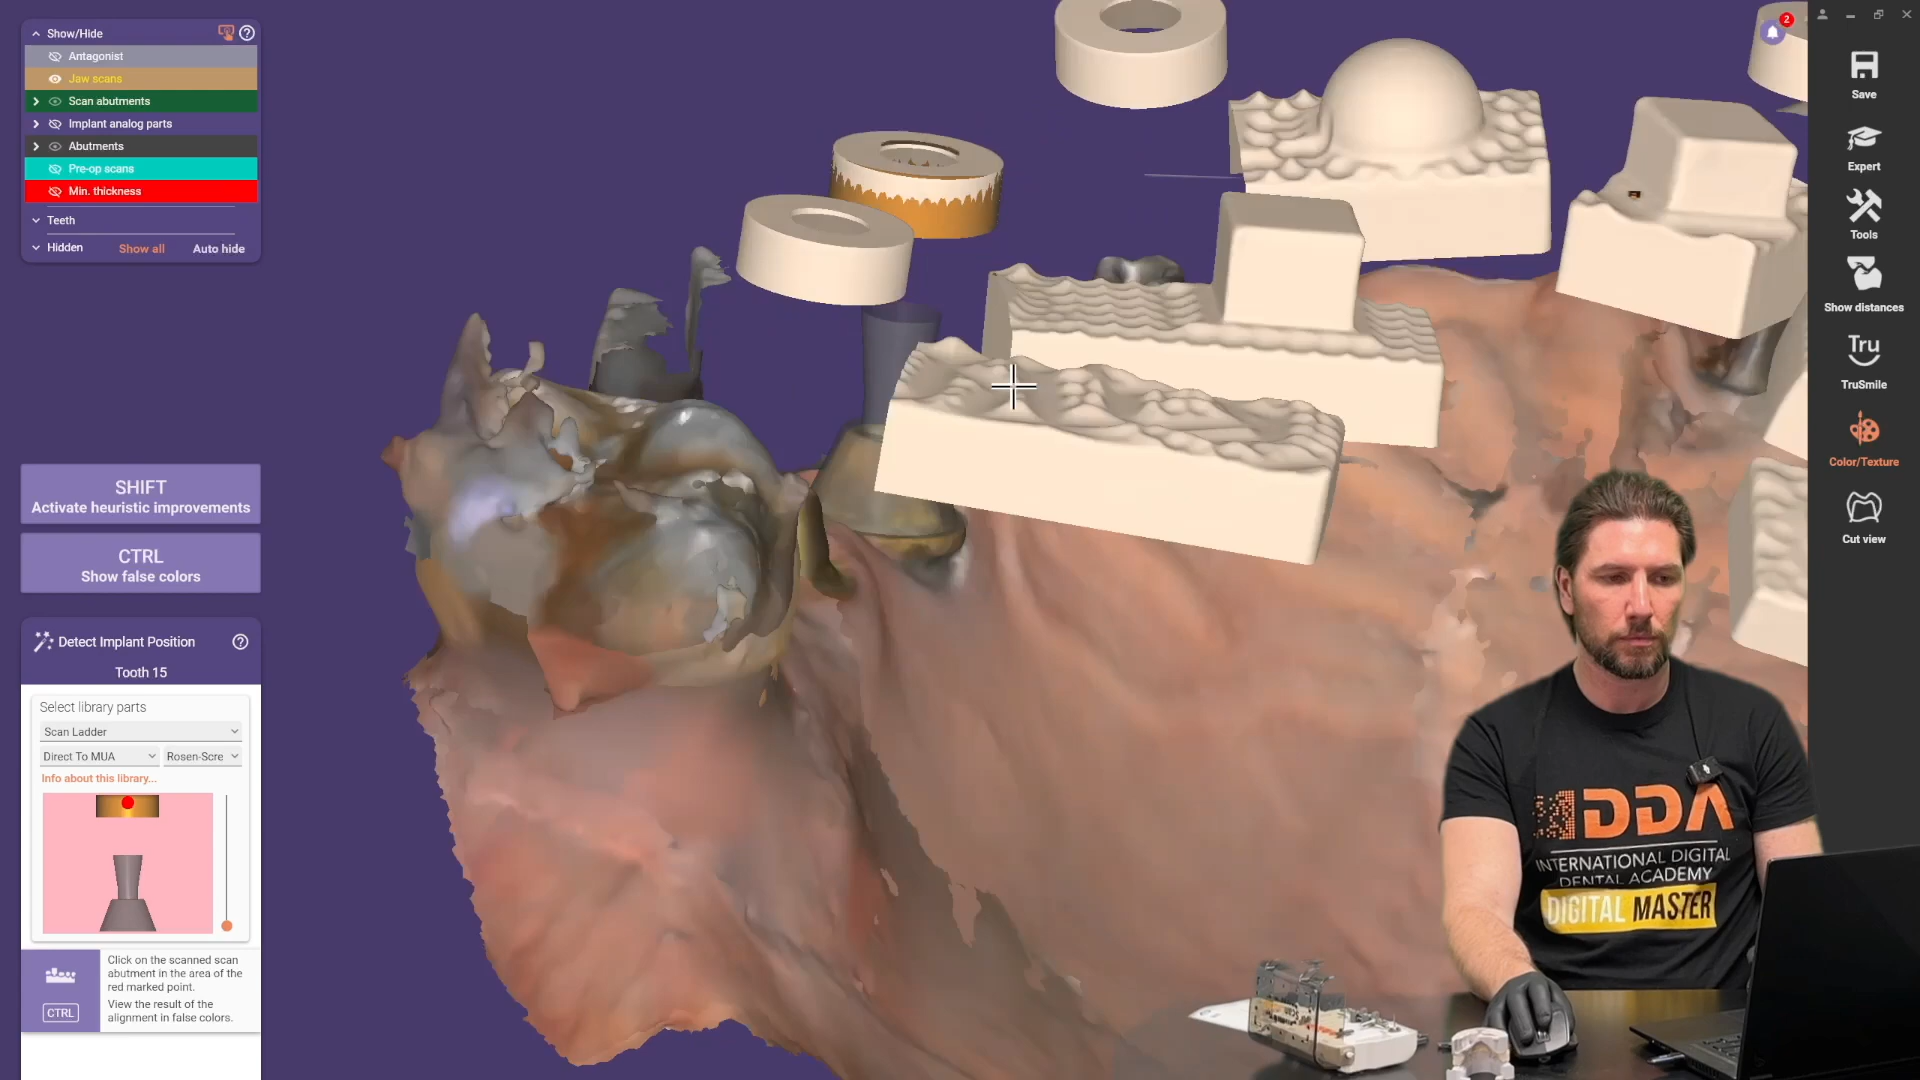 Show/Hide
Antagonist
Jaw scans
Scan abutments
Implant analog parts
Abutments
Pre-op scans
Min. thickness
Teeth
Hidden Show all Auto hide
SHIFT
Activate heuristic improvements
CTRL
Show false colors
Detect Implant Position
Tooth 15
Select library parts
Scan Ladder
Direct To MUA Rosen-Scre
Info about this library...
Click on the scanned scan
abutment in the area of the
red marked point.
CTRL
View the result of the
alignment in false colors.
2
Save
Expert
Tools
Show distances
Tru
TruSmile
Color/Texture
Cut view
DDA
INTERNATIONAL DIGITAL
DENTAL ACADEMY
DIGITAL MASTER